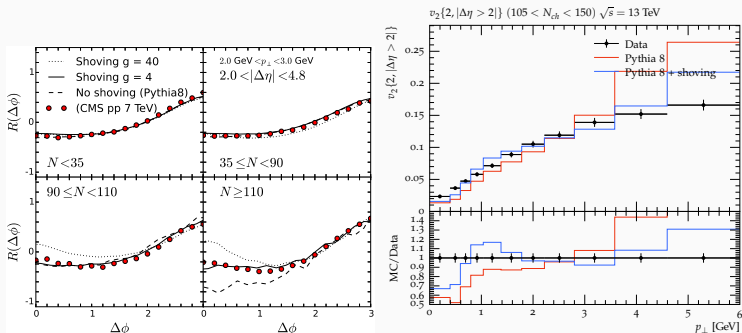 Shoving g = 40
Shoving g = 4
No shoving (Pythia8)
(CMS pp 7 TeV)
2.0 GeV <p⊥ <3.0 GeV
2.0 <|Δη| <4.8
N <35
35 ≤N <90
90 ≤N <110
N ≥110
R(Δϕ)
R(Δϕ)
1
0
-1
1
0
-1
0 1 2 3
0 1 2 3
Δϕ
Δϕ
v₂{2, |Δη > 2|} (105 < N_ch < 150) √s = 13 TeV
v₂{2, |Δη > 2|}
Data
Pythia 8
Pythia 8 + shoving
0.25
0.2
0.15
0.1
0.05
0
MC/Data
1.4
1.3
1.2
1.1
1
0.9
0.8
0.7
0.6
0.5
0 1 2 3 4 5 6
p⊥ [GeV]